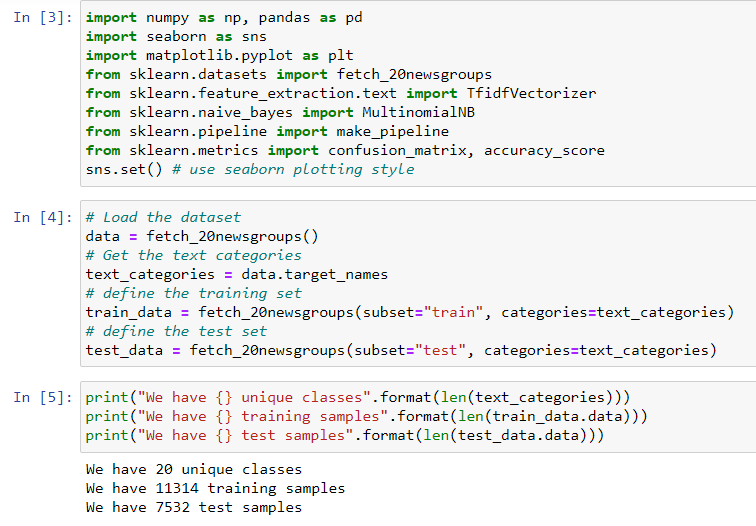 In [3]: import numpy as np, pandas as pd
import seaborn as sns
import matplotlib.pyplot as plt
from sklearn.datasets import fetch_20newsgroups
from sklearn.feature_extraction.text import TfidfVectorizer
from sklearn.naive_bayes import MultinomialNB
from sklearn.pipeline import make_pipeline
from sklearn.metrics import confusion_matrix, accuracy_score
sns.set() # use seaborn plotting style
In [4]: # Load the dataset
data = fetch_20newsgroups()
# Get the text categories
text_categories = data.target_names
# define the training set
train_data = fetch_20newsgroups(subset="train", categories=text_categories)
# define the test set
test_data = fetch_20newsgroups(subset="test", categories=text_categories)
In [5]: print("We have {} unique classes".format(len(text_categories)))
print("We have {} training samples".format(len(train_data.data)))
print("We have {} test samples".format(len(test_data.data)))
We have 20 unique classes
We have 11314 training samples
We have 7532 test samples